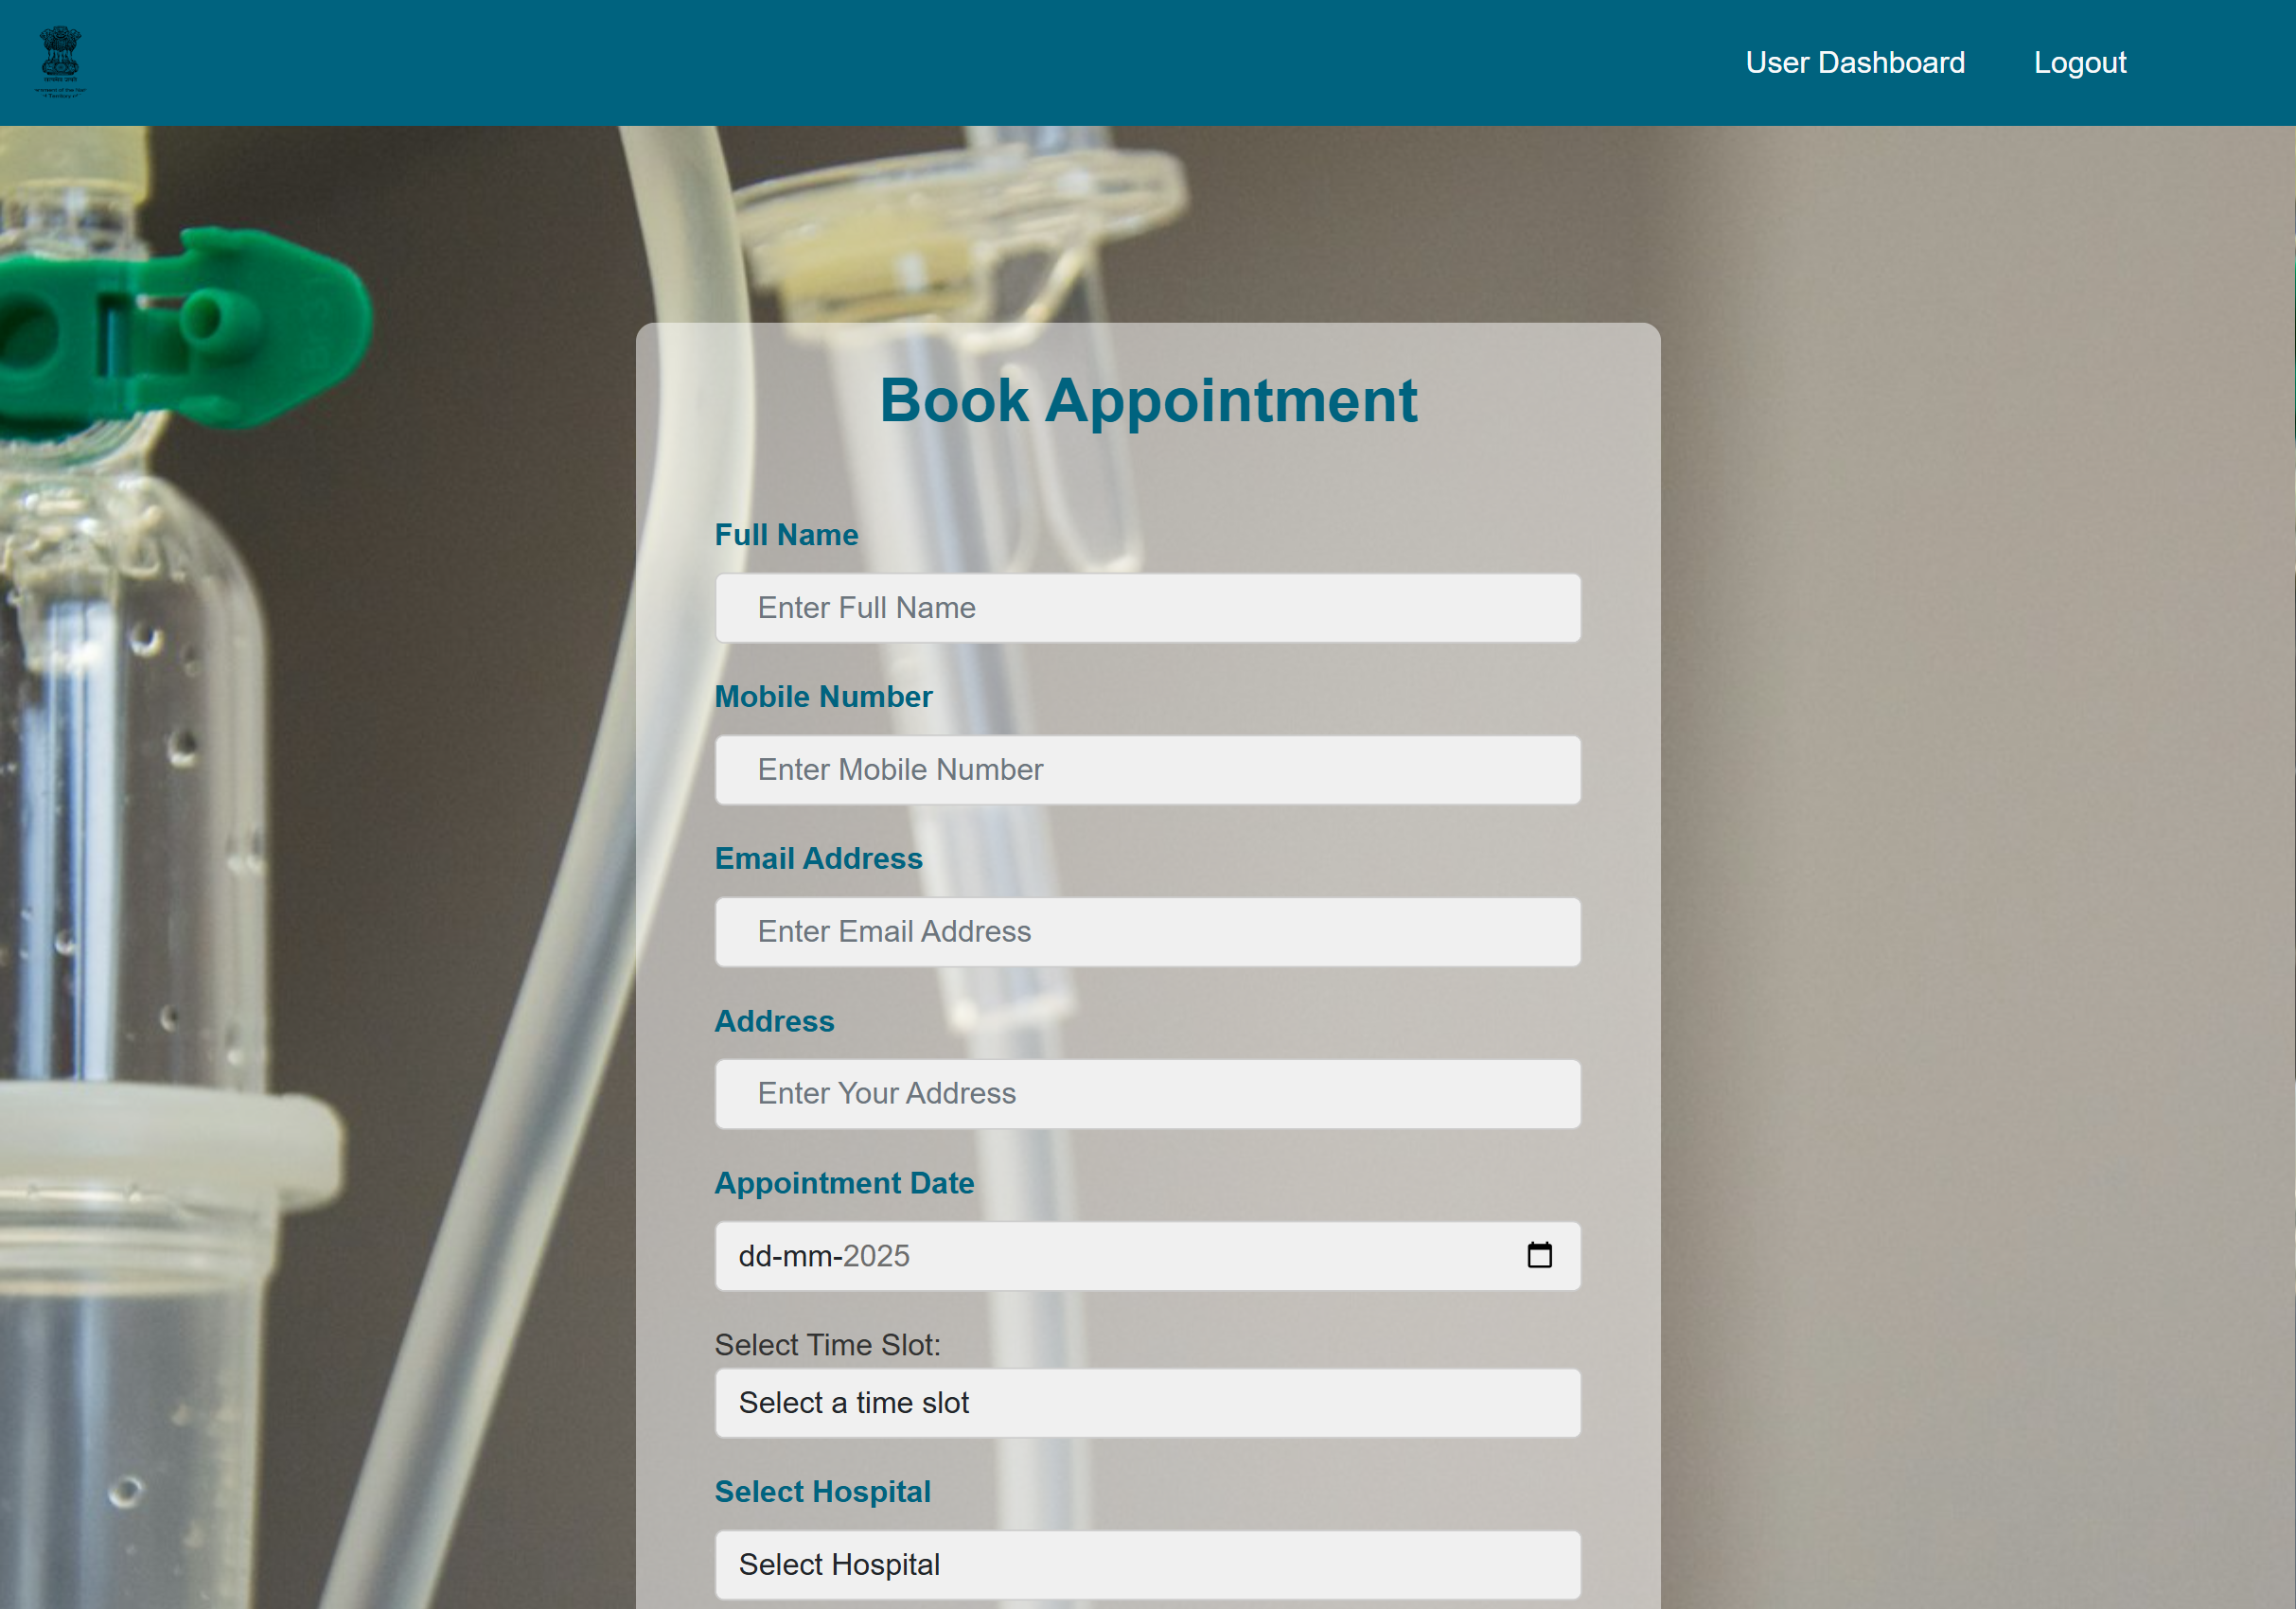 User Dashboard Logout
Book Appointment
Full Name
Enter Full Name
Mobile Number
Enter Mobile Number
Email Address
Enter Email Address
Address
Enter Your Address
Appointment Date
dd-mm-2025
Select Time Slot:
Select a time slot
Select Hospital
Select Hospital